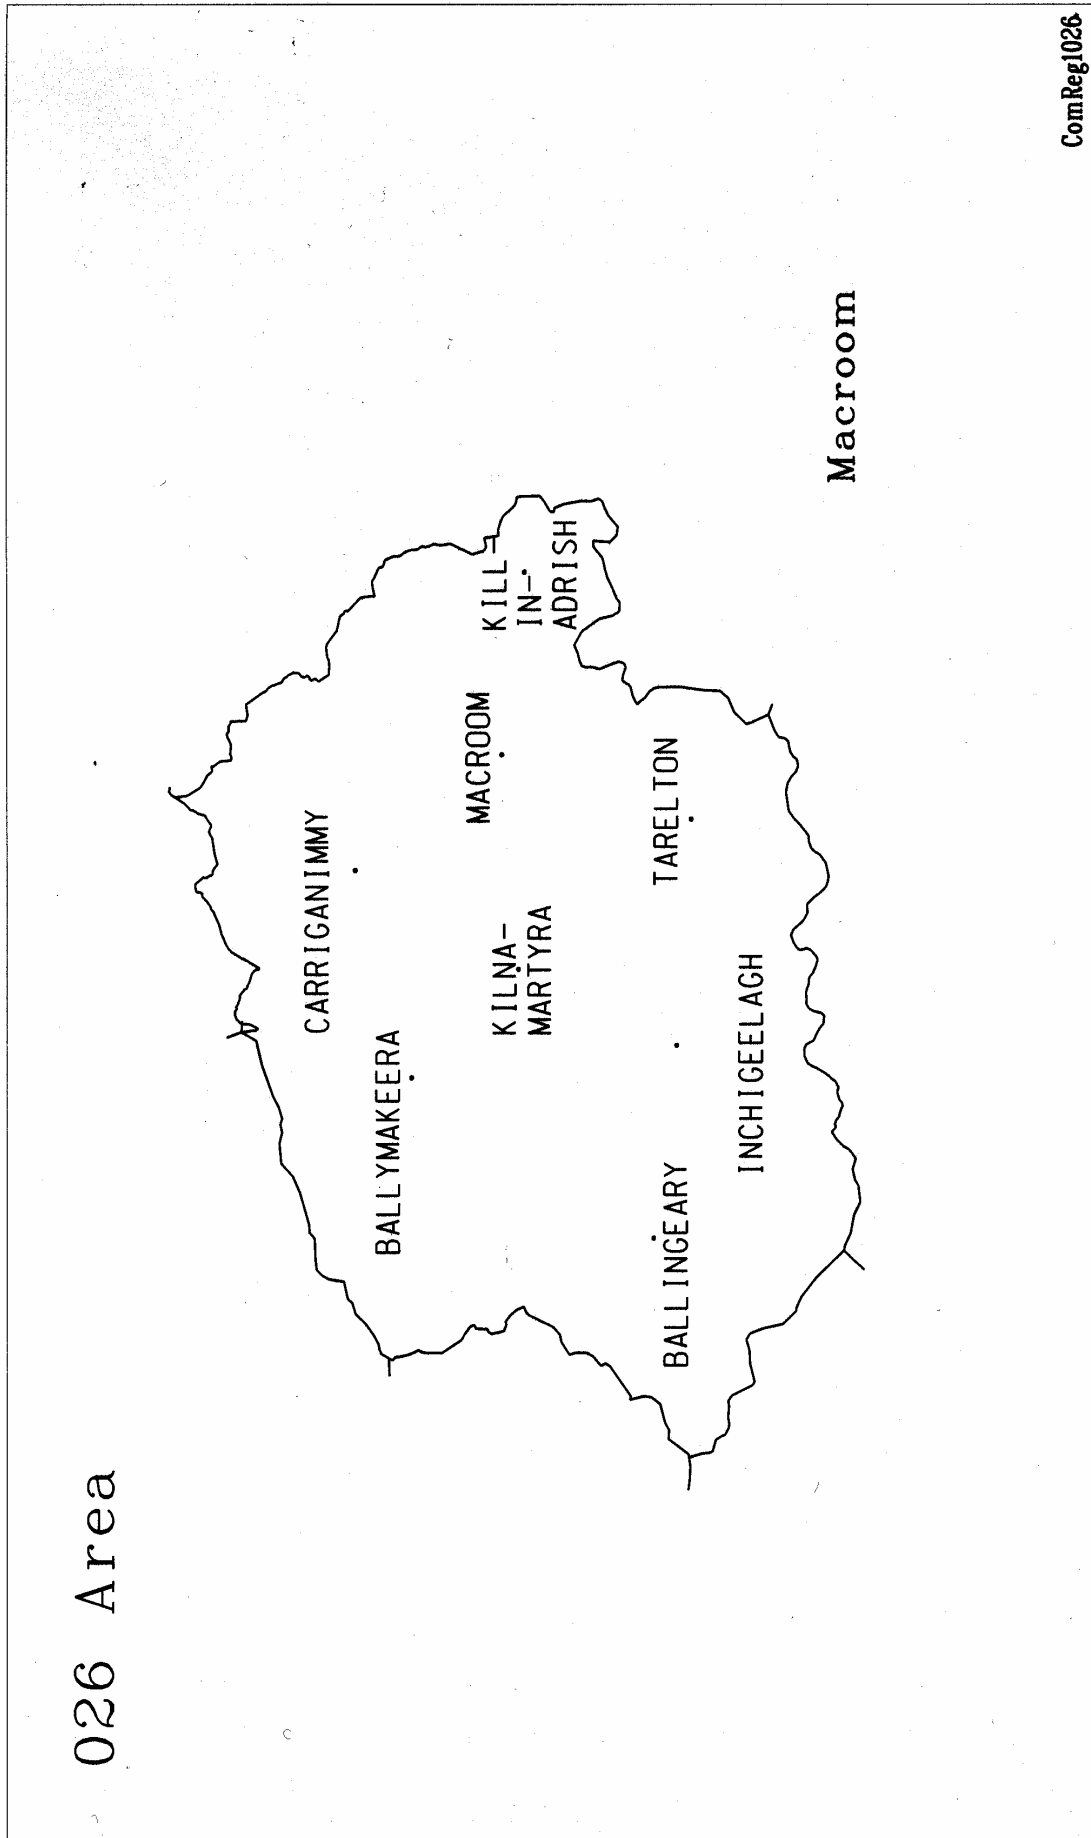 026 Area
CARRIGANIMMY
BALLYMAKEERA
MACROOM
KILL-
IN-
ADRISH
KILNA-
MARTYRA
TARELTON
BALLINGEARY
INCHIGEELAGH
Macroom
ComReg1026